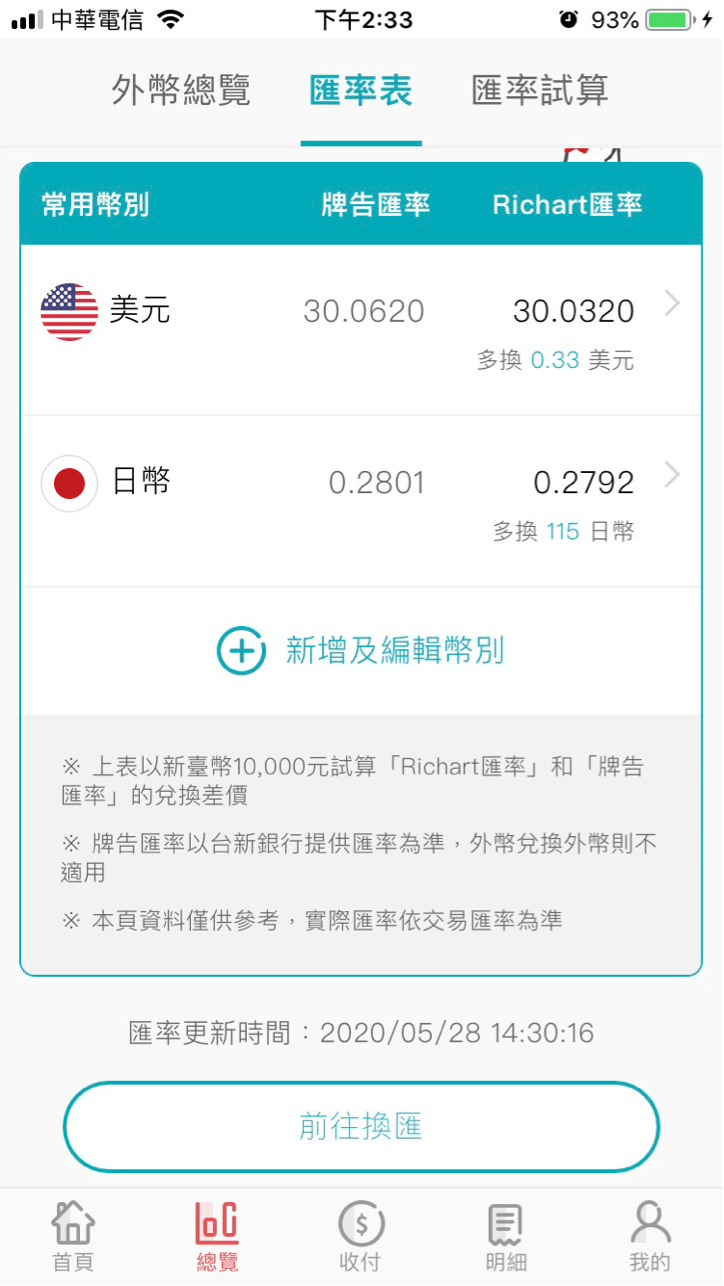 中華電信 下午2:33 93%
外幣總覽 匯率表 匯率試算
常用幣別 牌告匯率 Richart匯率
美元 30.0620 30.0320
多換 0.33 美元
日幣 0.2801 0.2792
多換 115 日幣
新增及編輯幣別
※ 上表以新臺幣10,000元試算「Richart匯率」和「牌告
匯率」的兌換差價
※ 牌告匯率以台新銀行提供匯率為準，外幣兌換外幣則不
適用
※ 本頁資料僅供參考，實際匯率依交易匯率為準
匯率更新時間：2020/05/28 14:30:16
前往換匯
首頁 總覽 收付 明細 我的